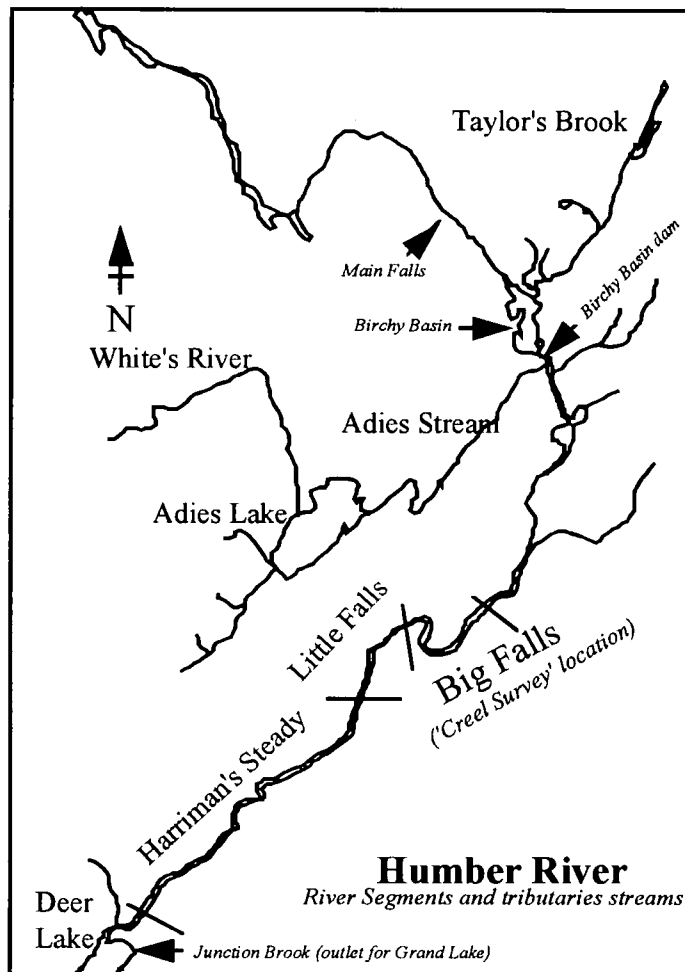 Taylor's Brook
Main Falls
Birchy Basin dam
N
Birchy Basin
White's River
Adies Stream
Adies Lake
Little Falls
Big Falls
('Creel Survey' location)
Harriman's Steady
Humber River
River Segments and tributaries streams
Deer
Lake
Junction Brook (outlet for Grand Lake)